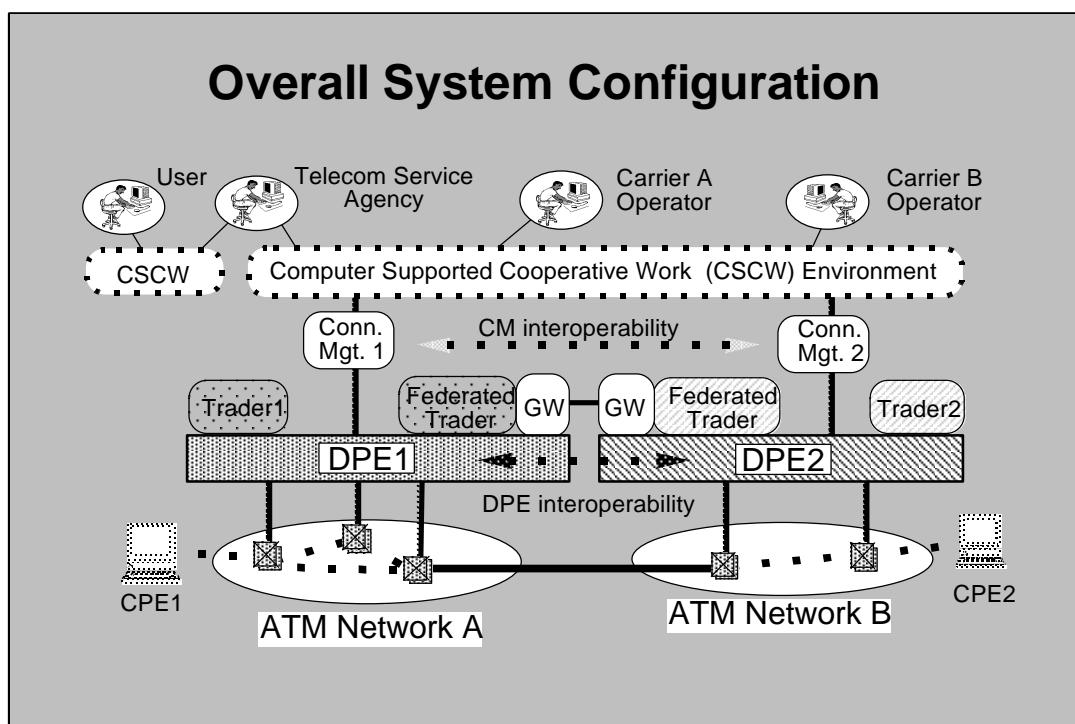 Overall System Configuration
User
Telecom Service
Agency
Carrier A
Operator
Carrier B
Operator
CSCW
Computer Supported Cooperative Work (CSCW) Environment
Conn.
Mgt. 1
CM interoperability
Conn.
Mgt. 2
Trader1
Federated
Trader
GW
GW
Federated
Trader
Trader2
DPE1
DPE2
DPE interoperability
CPE1
CPE2
ATM Network A
ATM Network B